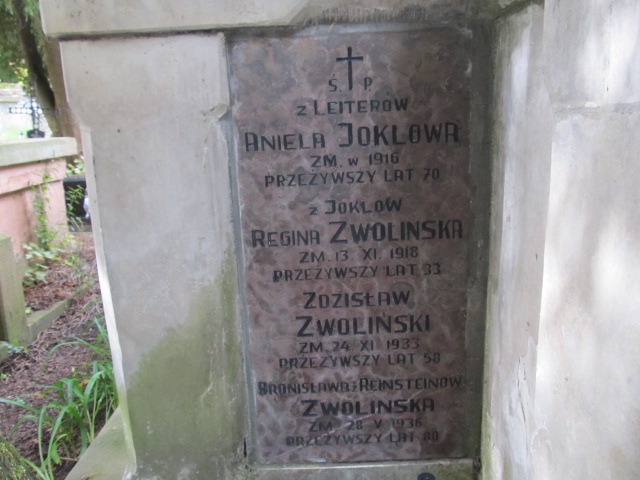 Ś. P.
z LEITERÓW
ANIELA JOKLOWA
ZM. w 1916
PRZEŻYWSZY LAT 70
z JOKLÓW
REGINA ZWOLIŃSKA
ZM. 13. XI. 1918
PRZEŻYWSZY LAT 33
ZDZISŁAW
ZWOLIŃSKI
ZM. 24 XI 1933
PRZEŻYWSZY LAT 58
BRONISŁAWA z REINSTEINÓW
ZWOLIŃSKA
ZM. 28 V 1936
PRZEŻYWSZY LAT 80